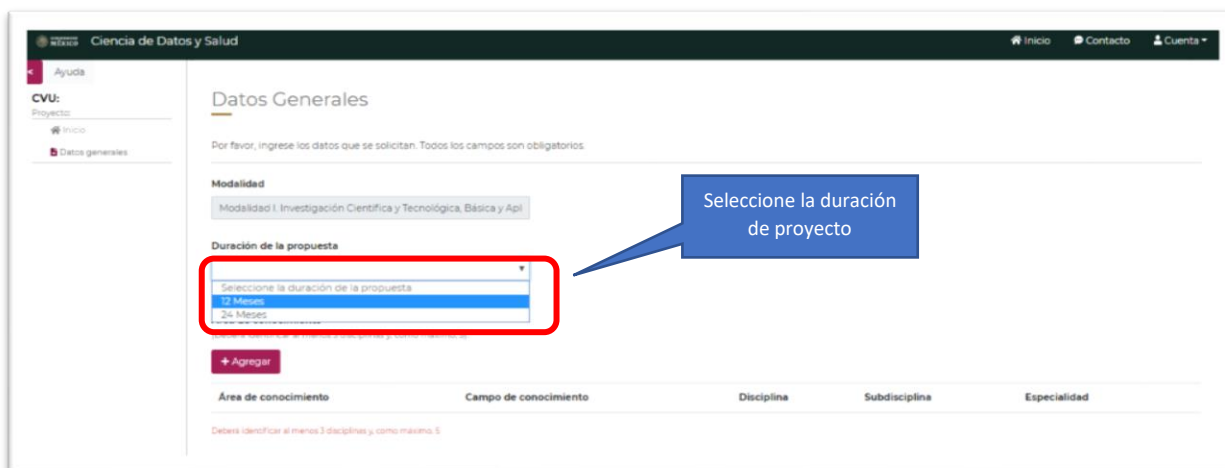 MÉXICO Ciencia de Datos y Salud Inicio Contacto Cuenta
< Ayuda
CVU:
Proyecto:
Inicio
Datos generales
Datos Generales
Por favor, ingrese los datos que se solicitan. Todos los campos son obligatorios.
Modalidad
Modalidad I. Investigación Científica y Tecnológica, Básica y Apl
Duración de la propuesta
Seleccione la duración de la propuesta
12 Meses
24 Meses
+ Agregar
Área de conocimiento Campo de conocimiento Disciplina Subdisciplina Especialidad
Deberá identificar al menos 3 disciplinas y, como máximo, 5
Seleccione la duración
de proyecto